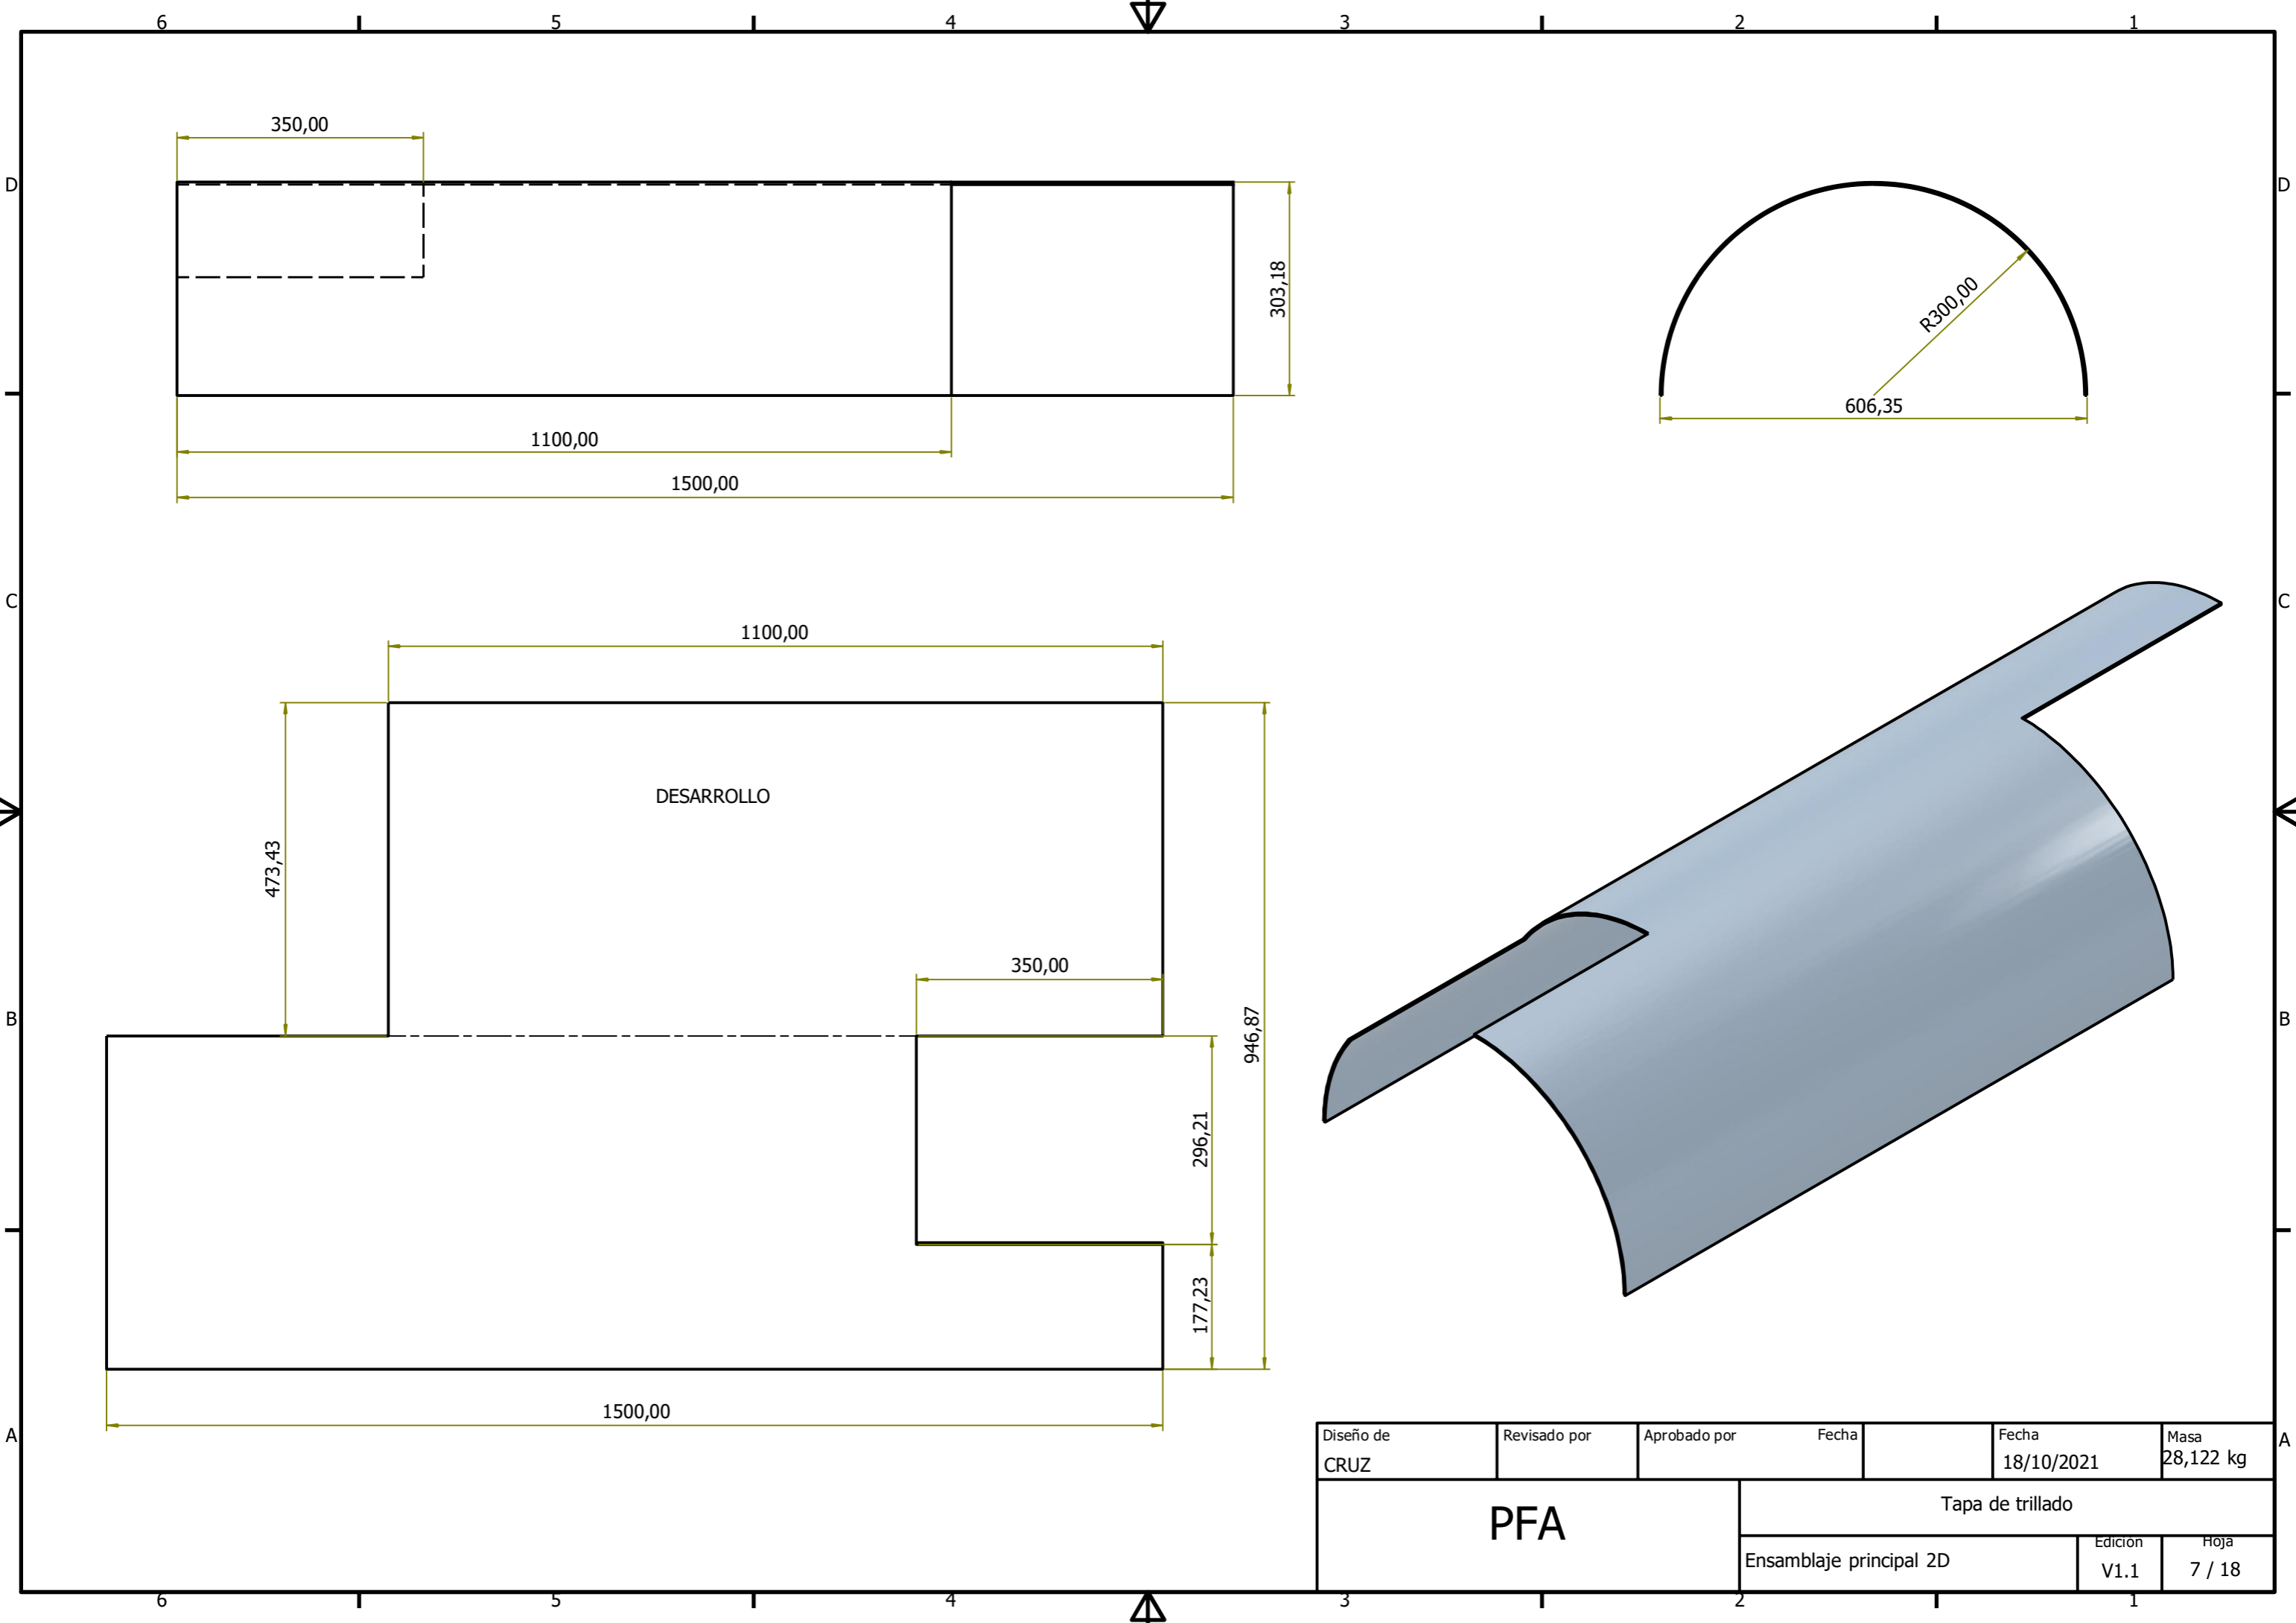 6 5 4 3 2 1
D D
350,00
303,18
1100,00
1500,00
R300,00
606,35
C C
1100,00
473,43
DESARROLLO
350,00
946,87
296,21
177,23
1500,00
B B
A A
Diseño de
CRUZ
Revisado por
Aprobado por
Fecha
Fecha
18/10/2021
Masa
28,122 kg
PFA
Tapa de trillado
Ensamblaje principal 2D
Edición
V1.1
Hoja
7 / 18
6 5 4 3 2 1